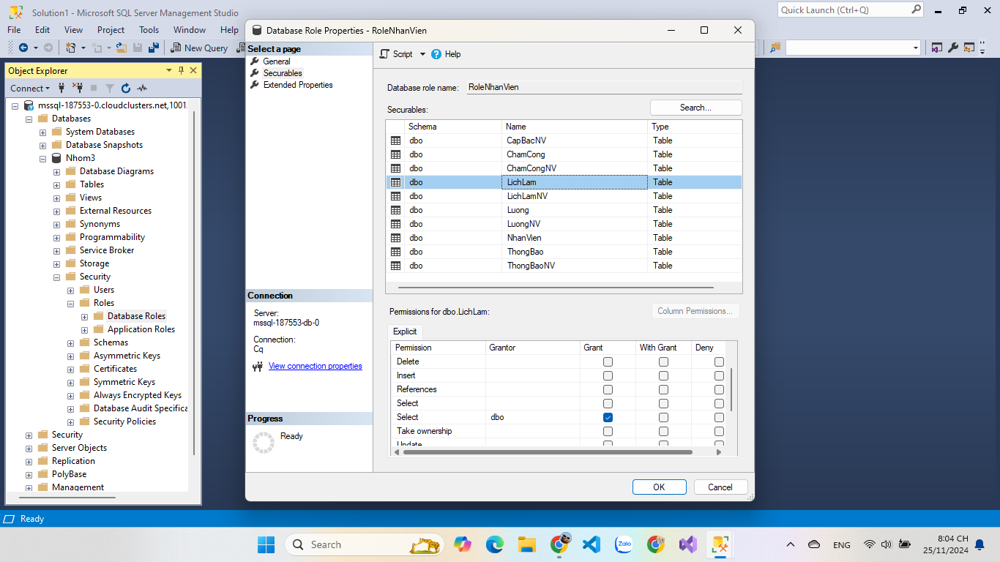 Solution1 - Microsoft SQL Server Management Studio
Quick Launch (Ctrl+Q)
File Edit View Project Tools Window Help
New Query
Object Explorer
Connect
mssql-187553-0.cloudclusters.net,1001
Databases
System Databases
Database Snapshots
Nhom3
Database Diagrams
Tables
Views
External Resources
Synonyms
Programmability
Service Broker
Storage
Security
Users
Roles
Database Roles
Application Roles
Schemas
Asymmetric Keys
Certificates
Symmetric Keys
Always Encrypted Keys
Database Audit Specifica
Security Policies
Security
Server Objects
Replication
PolyBase
Management
Database Role Properties - RoleNhanVien
Select a page
General
Securables
Extended Properties
Connection
Server:
mssql-187553-db-0
Connection:
Cq
View connection properties
Progress
Ready
Script Help
Database role name: RoleNhanVien
Securables: Search...
Schema Name Type
dbo CapBacNV Table
dbo ChamCong Table
dbo ChamCongNV Table
dbo LichLam Table
dbo LichLamNV Table
dbo Luong Table
dbo LuongNV Table
dbo NhanVien Table
dbo ThongBao Table
dbo ThongBaoNV Table
Permissions for dbo.LichLam: Column Permissions...
Explicit
Permission Grantor Grant With Grant Deny
Delete
Insert
References
Select
Select dbo
Take ownership
Update
OK Cancel
Ready
Search
Zalo
ENG
8:04 CH
25/11/2024